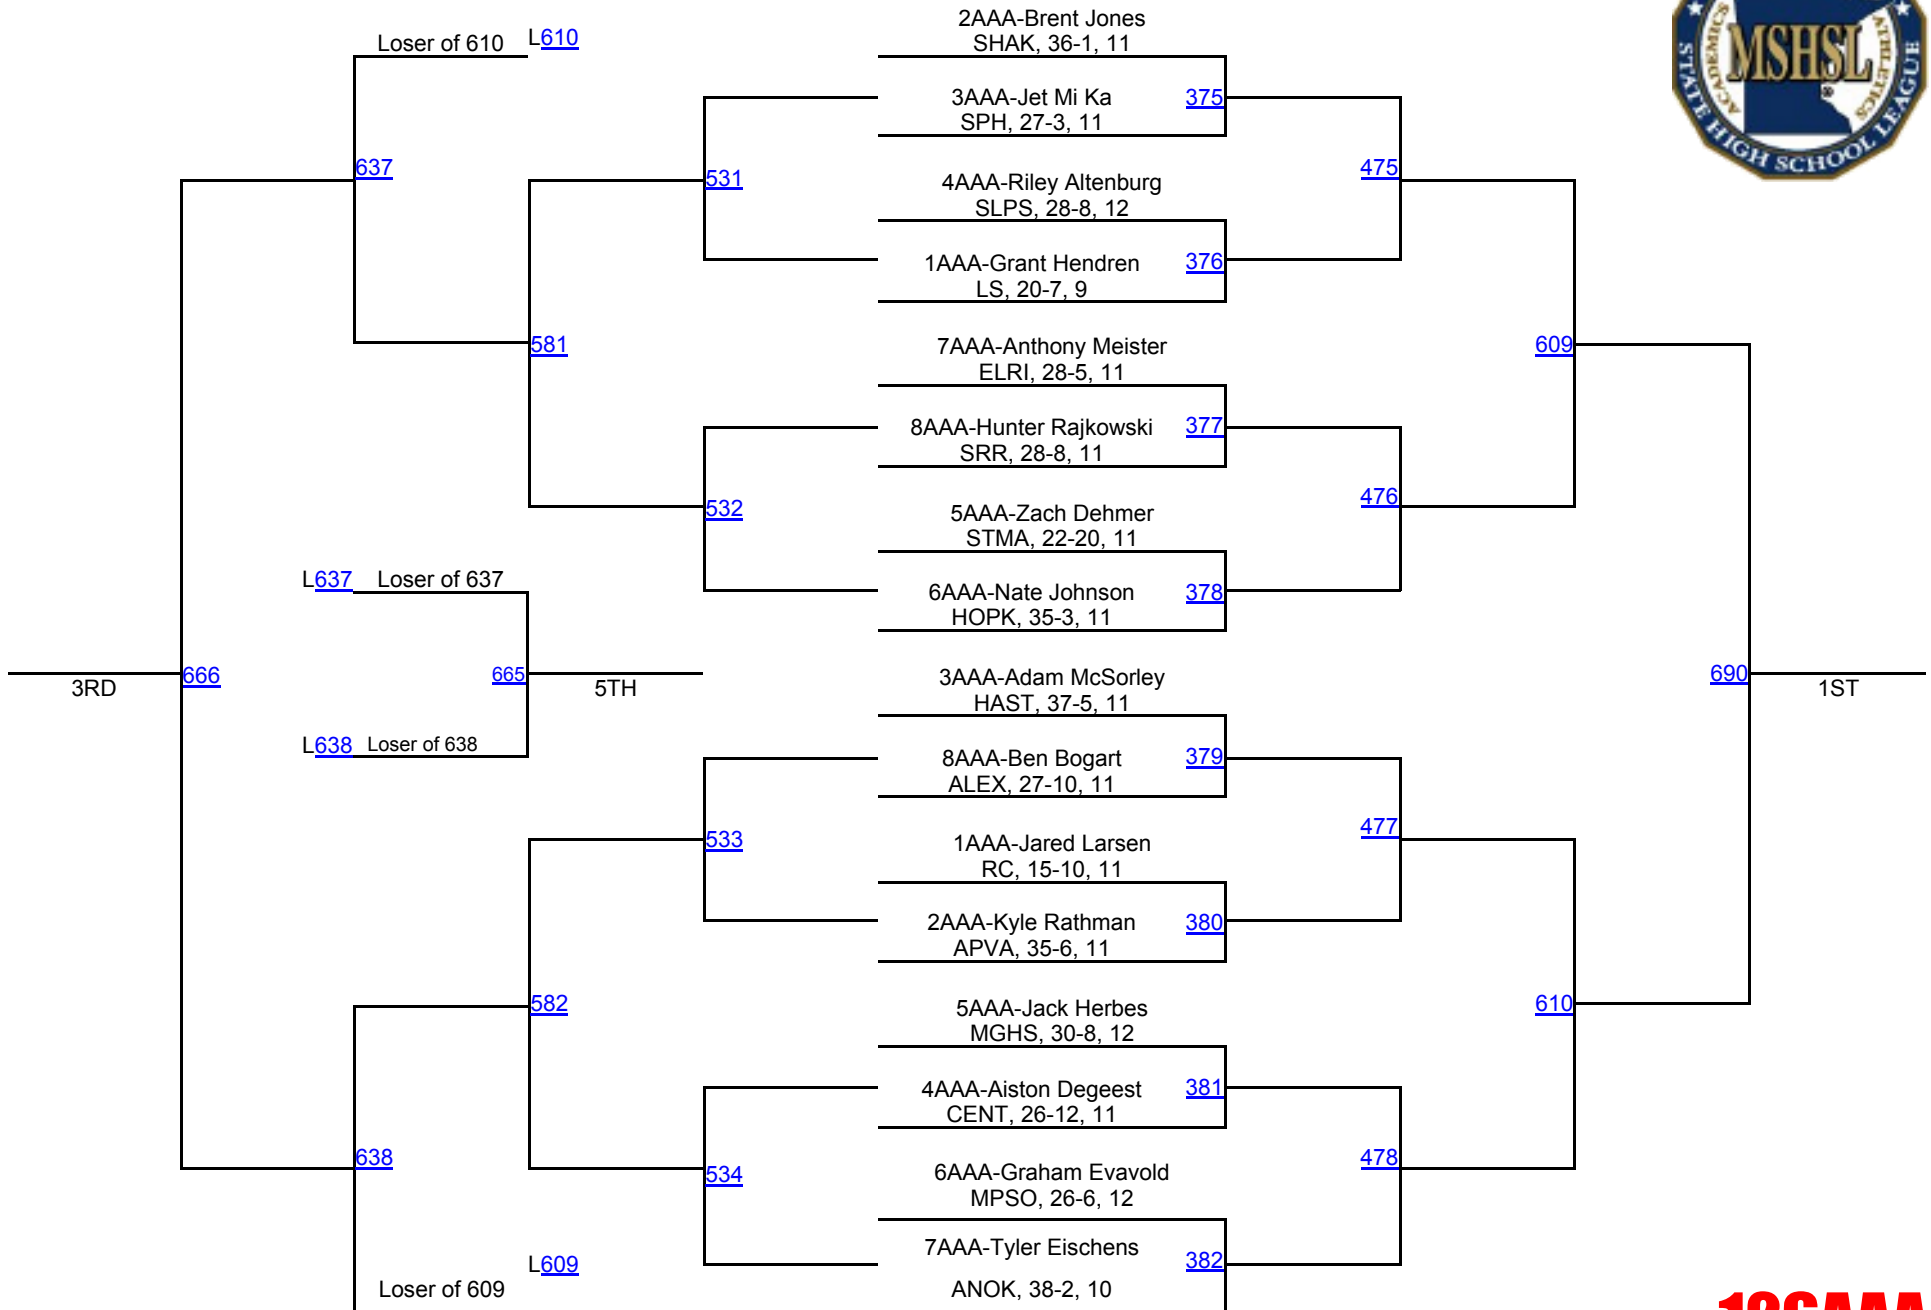 2AAA-Brent Jones
SHAK, 36-1, 11
Loser of 610 L610
3AAA-Jet Mi Ka 375
SPH, 27-3, 11
637
531
4AAA-Riley Altenburg 475
SLPS, 28-8, 12
1AAA-Grant Hendren 376
LS, 20-7, 9
581
7AAA-Anthony Meister 609
ELRI, 28-5, 11
8AAA-Hunter Rajkowski 377
SRR, 28-8, 11
532
5AAA-Zach Dehmer 476
STMA, 22-20, 11
L637 Loser of 637
6AAA-Nate Johnson 378
HOPK, 35-3, 11
3RD 666
665 5TH
3AAA-Adam McSorley 690 1ST
HAST, 37-5, 11
L638 Loser of 638
8AAA-Ben Bogart 379
ALEX, 27-10, 11
533
1AAA-Jared Larsen 477
RC, 15-10, 11
2AAA-Kyle Rathman 380
APVA, 35-6, 11
582
5AAA-Jack Herbes 610
MGHS, 30-8, 12
4AAA-Aiston Degeest 381
CENT, 26-12, 11
638
534
6AAA-Graham Evavold 478
MPSO, 26-6, 12
7AAA-Tyler Eischens 382
L609
Loser of 609
ANOK, 38-2, 10
MSHSL
ACADEMICS
ATHLETICS
STATE HIGH SCHOOL LEAGUE